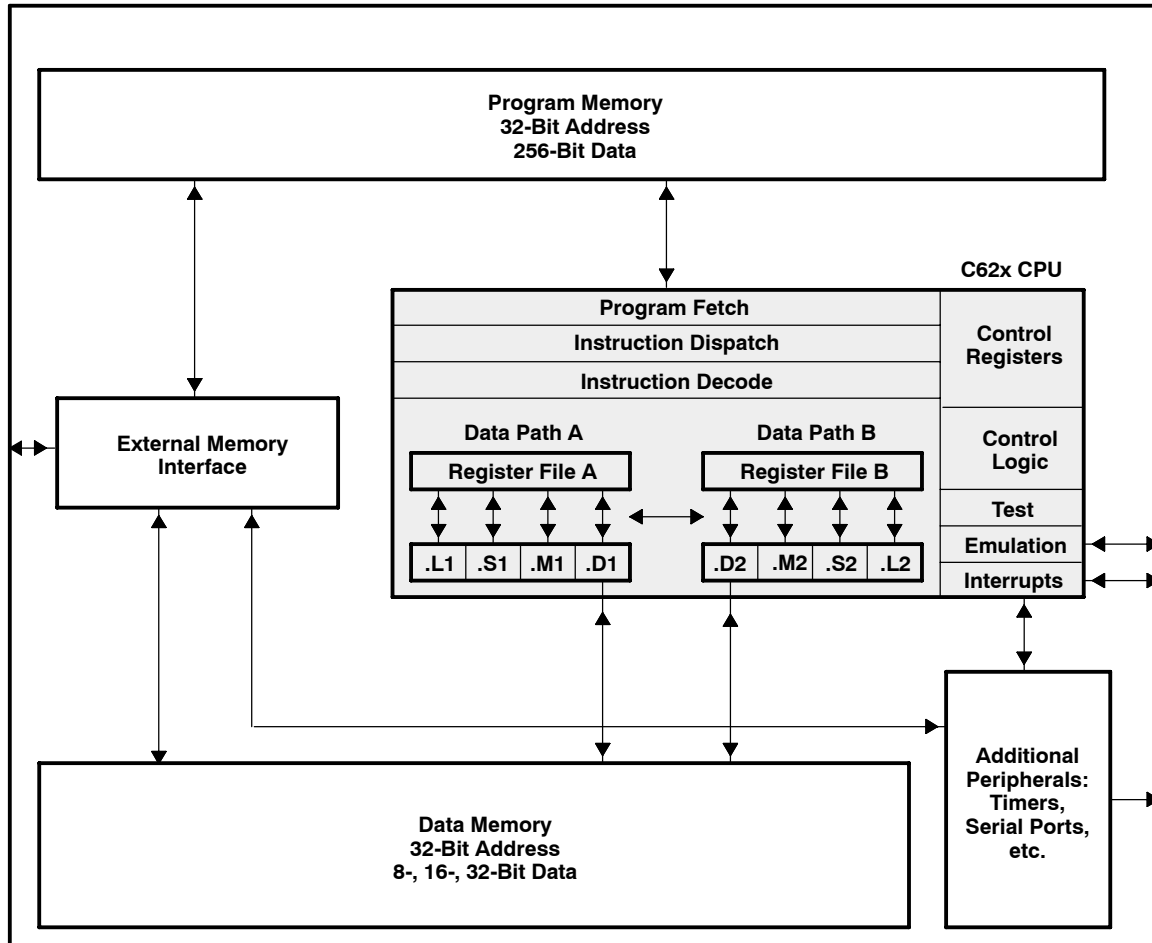 Program Memory
32-Bit Address
256-Bit Data
C62x CPU
Program Fetch
Instruction Dispatch
Instruction Decode
Control
Registers
Data Path A
Data Path B
Register File A
Register File B
.L1 .S1 .M1 .D1
.D2 .M2 .S2 .L2
Control
Logic
Test
Emulation
Interrupts
External Memory
Interface
Additional
Peripherals:
Timers,
Serial Ports,
etc.
Data Memory
32-Bit Address
8-, 16-, 32-Bit Data